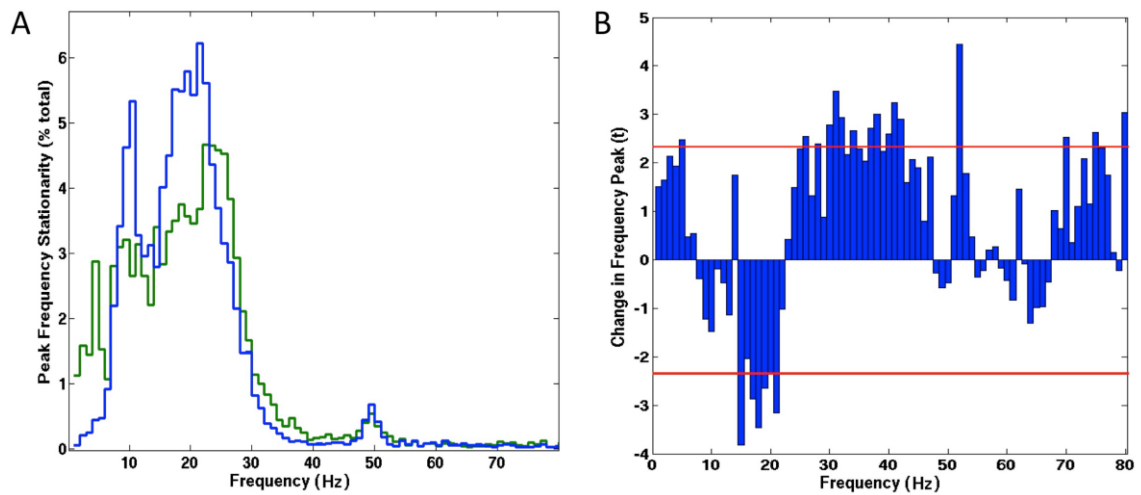 A
Peak Frequency Stationarity (% total)
6
5
4
3
2
1
0
10 20 30 40 50 60 70
Frequency (Hz)
B
Change in Frequency Peak (t)
5
4
3
2
1
0
-1
-2
-3
-4
0 10 20 30 40 50 60 70 80
Frequency (Hz)